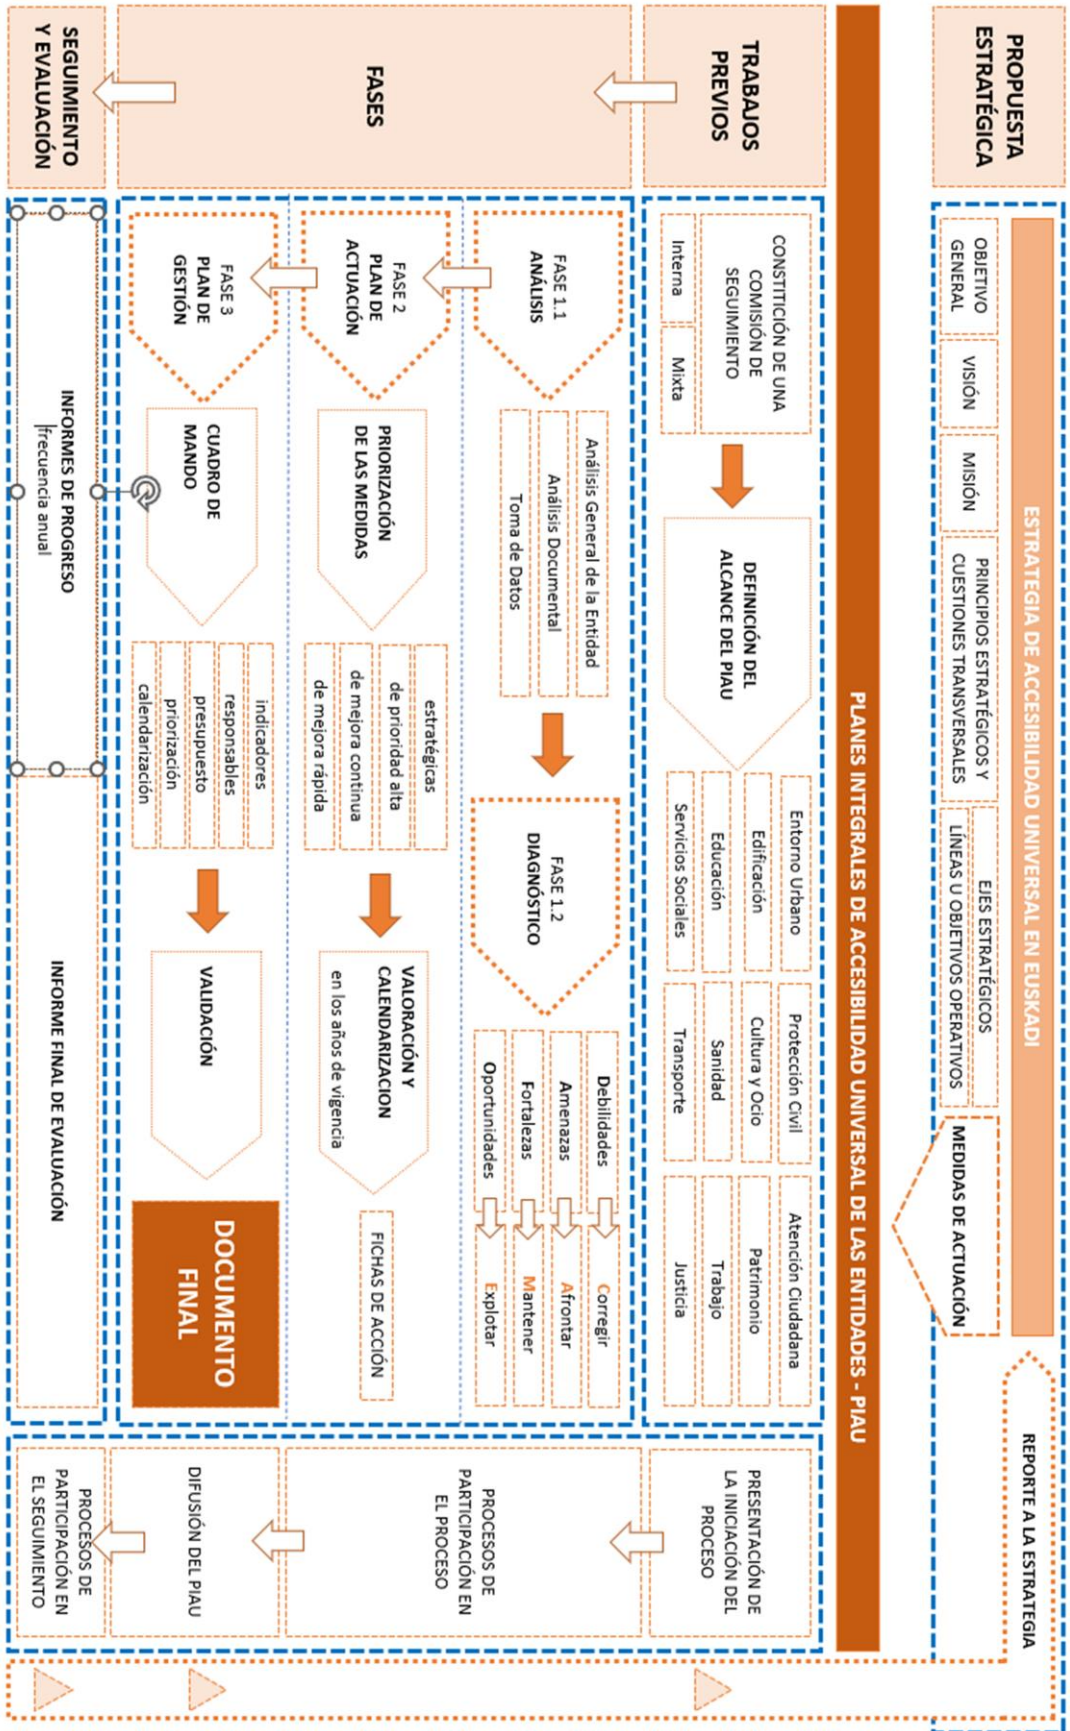 PROPUESTA
ESTRATÉGICA
ESTRATEGIA DE ACCESIBILIDAD UNIVERSAL EN EUSKADI
OBJETIVO
GENERAL
VISIÓN
MISIÓN
PRINCIPIOS ESTRATÉGICOS Y
CUESTIONES TRANSVERSALES
EJES ESTRATÉGICOS
LÍNEAS U OBJETIVOS OPERATIVOS
MEDIDAS DE ACTUACIÓN
REPORTE A LA ESTRATEGIA
PLANES INTEGRALES DE ACCESIBILIDAD UNIVERSAL DE LAS ENTIDADES - PIAU
TRABAJOS
PREVIOS
CONSTITICIÓN DE UNA
COMISIÓN DE
SEGUIMIENTO
Interna
Mixta
DEFINICIÓN DEL
ALCANCE DEL PIAU
Entorno Urbano
Edificación
Educación
Servicios Sociales
Protección Civil
Cultura y Ocio
Sanidad
Transporte
Atención Ciudadana
Patrimonio
Trabajo
Justicia
PRESENTACIÓN DE
LA INICIACIÓN DEL
PROCESO
FASES
FASE 1.1
ANÁLISIS
Análisis General de la Entidad
Análisis Documental
Toma de Datos
FASE 1.2
DIAGNÓSTICO
Debilidades
Amenazas
Fortalezas
Oportunidades
Corregir
Afrontar
Mantener
Explotar
FASE 2
PLAN DE
ACTUACIÓN
PRIORIZACIÓN
DE LAS MEDIDAS
estratégicas
de prioridad alta
de mejora continua
de mejora rápida
VALORACIÓN Y
CALENDARIZACION
en los años de vigencia
FICHAS DE ACCIÓN
PROCESOS DE
PARTICIPACIÓN EN
EL PROCESO
FASE 3
PLAN DE
GESTIÓN
CUADRO DE
MANDO
indicadores
responsables
presupuesto
priorización
calendarización
VALIDACIÓN
DOCUMENTO
FINAL
DIFUSIÓN DEL PIAU
SEGUIMIENTO
Y EVALUACIÓN
INFORMES DE PROGRESO
frecuencia anual
INFORME FINAL DE EVALUACIÓN
PROCESOS DE
PARTICIPACIÓN EN
EL SEGUIMIENTO